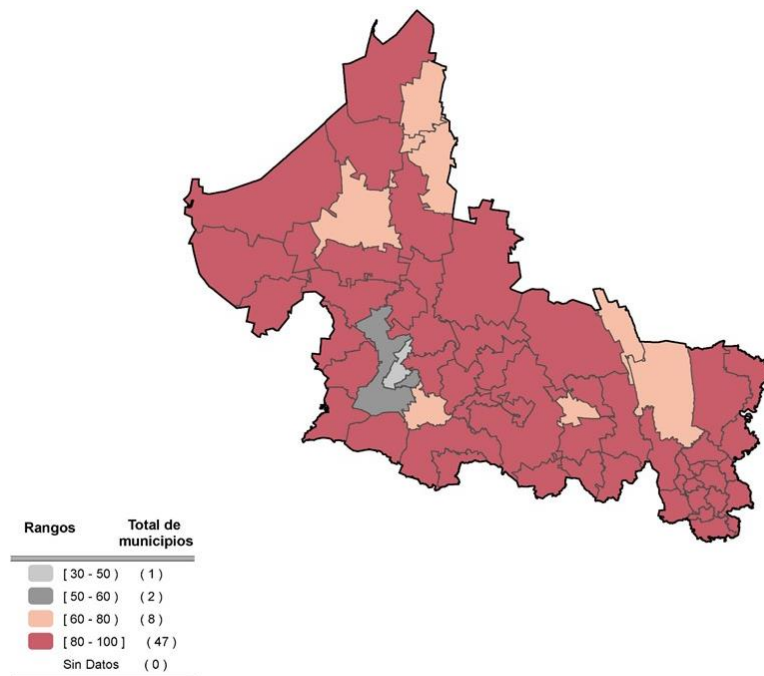 Rangos Total de municipios
[ 30 - 50 ) ( 1 )
[ 50 - 60 ) ( 2 )
[ 60 - 80 ) ( 8 )
[ 80 - 100 ] ( 47 )
Sin Datos ( 0 )